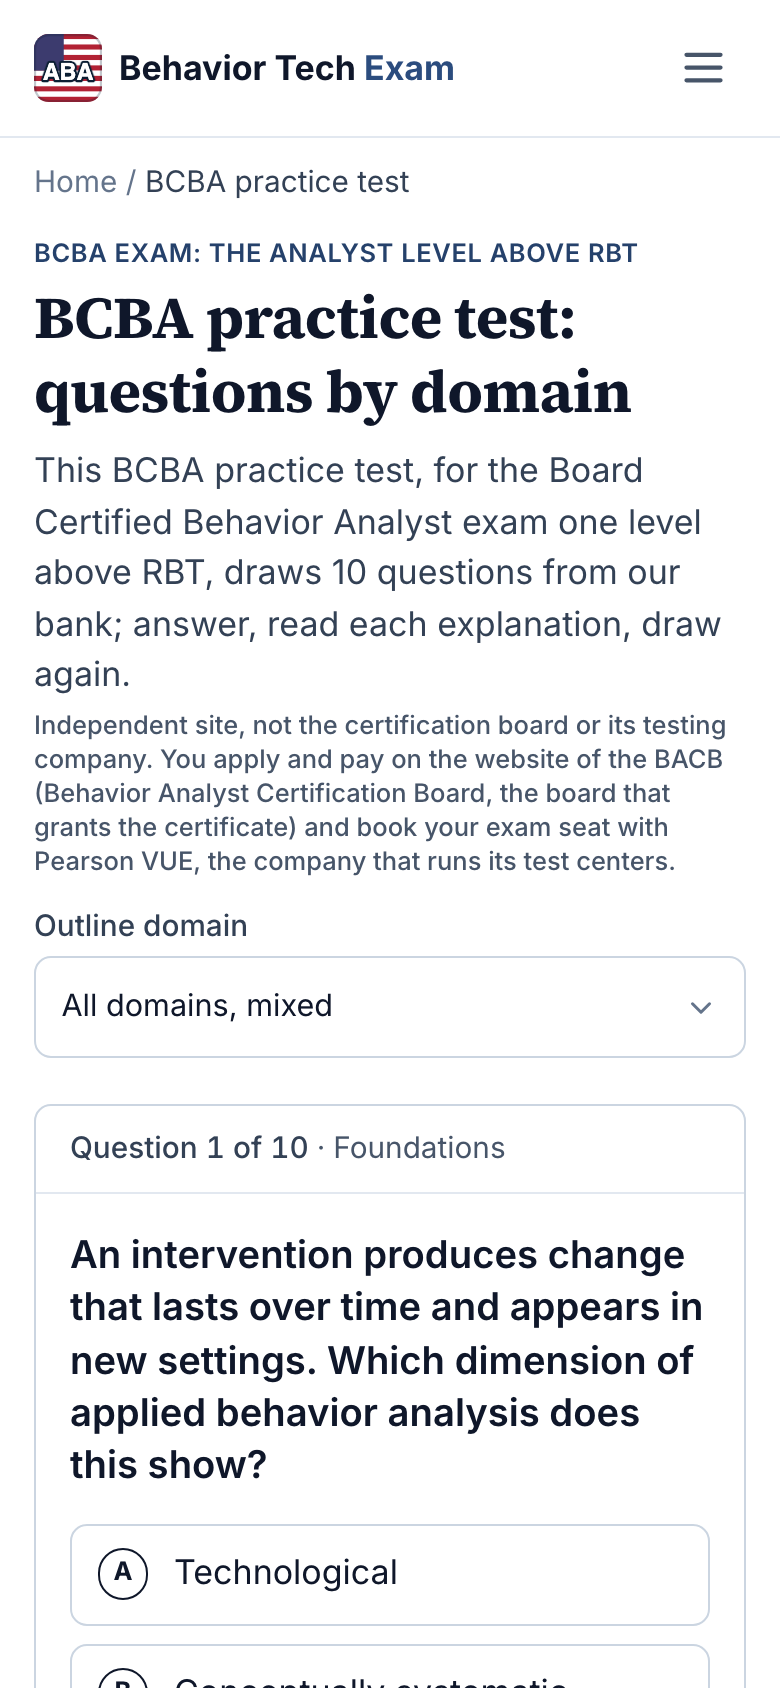 ABA
Behavior Tech Exam
Home / BCBA practice test
BCBA EXAM: THE ANALYST LEVEL ABOVE RBT
BCBA practice test:
questions by domain
This BCBA practice test, for the Board
Certified Behavior Analyst exam one level
above RBT, draws 10 questions from our
bank; answer, read each explanation, draw
again.
Independent site, not the certification board or its testing
company. You apply and pay on the website of the BACB
(Behavior Analyst Certification Board, the board that
grants the certificate) and book your exam seat with
Pearson VUE, the company that runs its test centers.
Outline domain
All domains, mixed
Question 1 of 10 · Foundations
An intervention produces change
that lasts over time and appears in
new settings. Which dimension of
applied behavior analysis does
this show?
A Technological
B Conceptually systematic